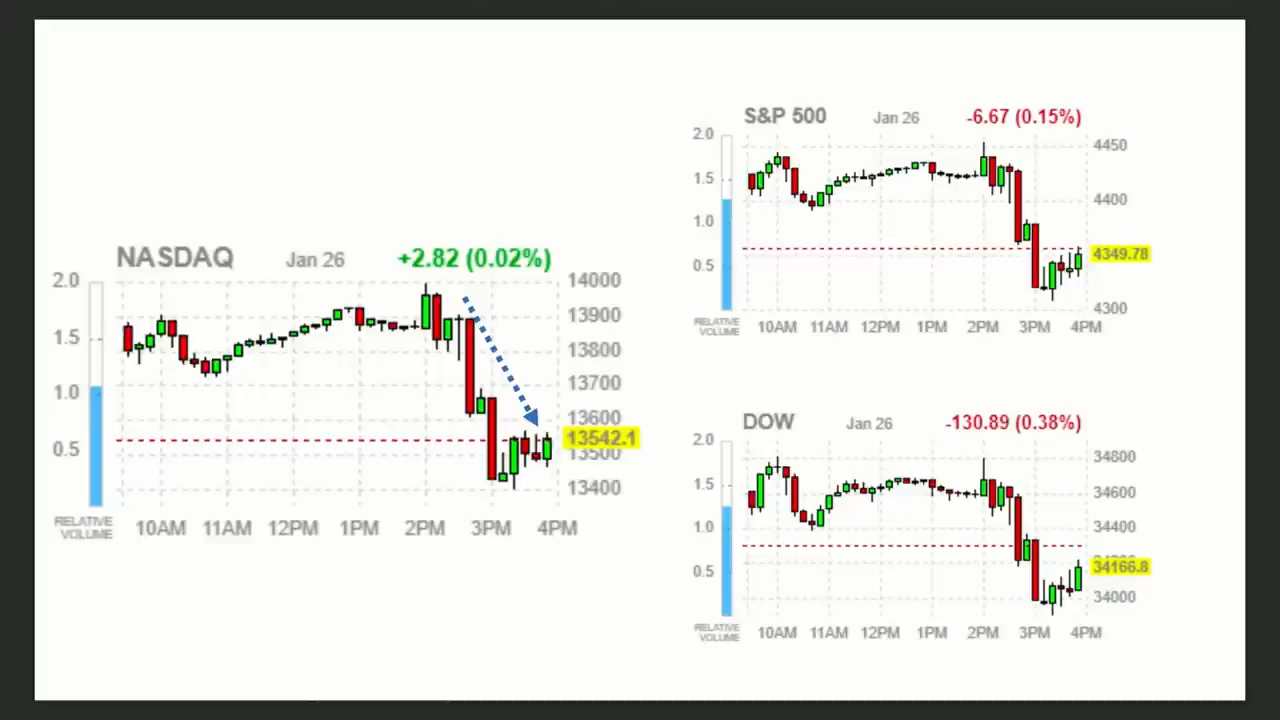 NASDAQ Jan 26 +2.82 (0.02%)
2.0 14000
13900
1.5 13800
13700
1.0 13600
13542.1
0.5 13500
13400
RELATIVE
VOLUME
10AM 11AM 12PM 1PM 2PM 3PM 4PM
S&P 500 Jan 26 -6.67 (0.15%)
2.0 4450
1.5 4400
1.0
4349.78
0.5
4300
RELATIVE
VOLUME
10AM 11AM 12PM 1PM 2PM 3PM 4PM
DOW Jan 26 -130.89 (0.38%)
2.0 34800
1.5 34600
1.0 34400
34166.8
0.5 34000
RELATIVE
VOLUME
10AM 11AM 12PM 1PM 2PM 3PM 4PM